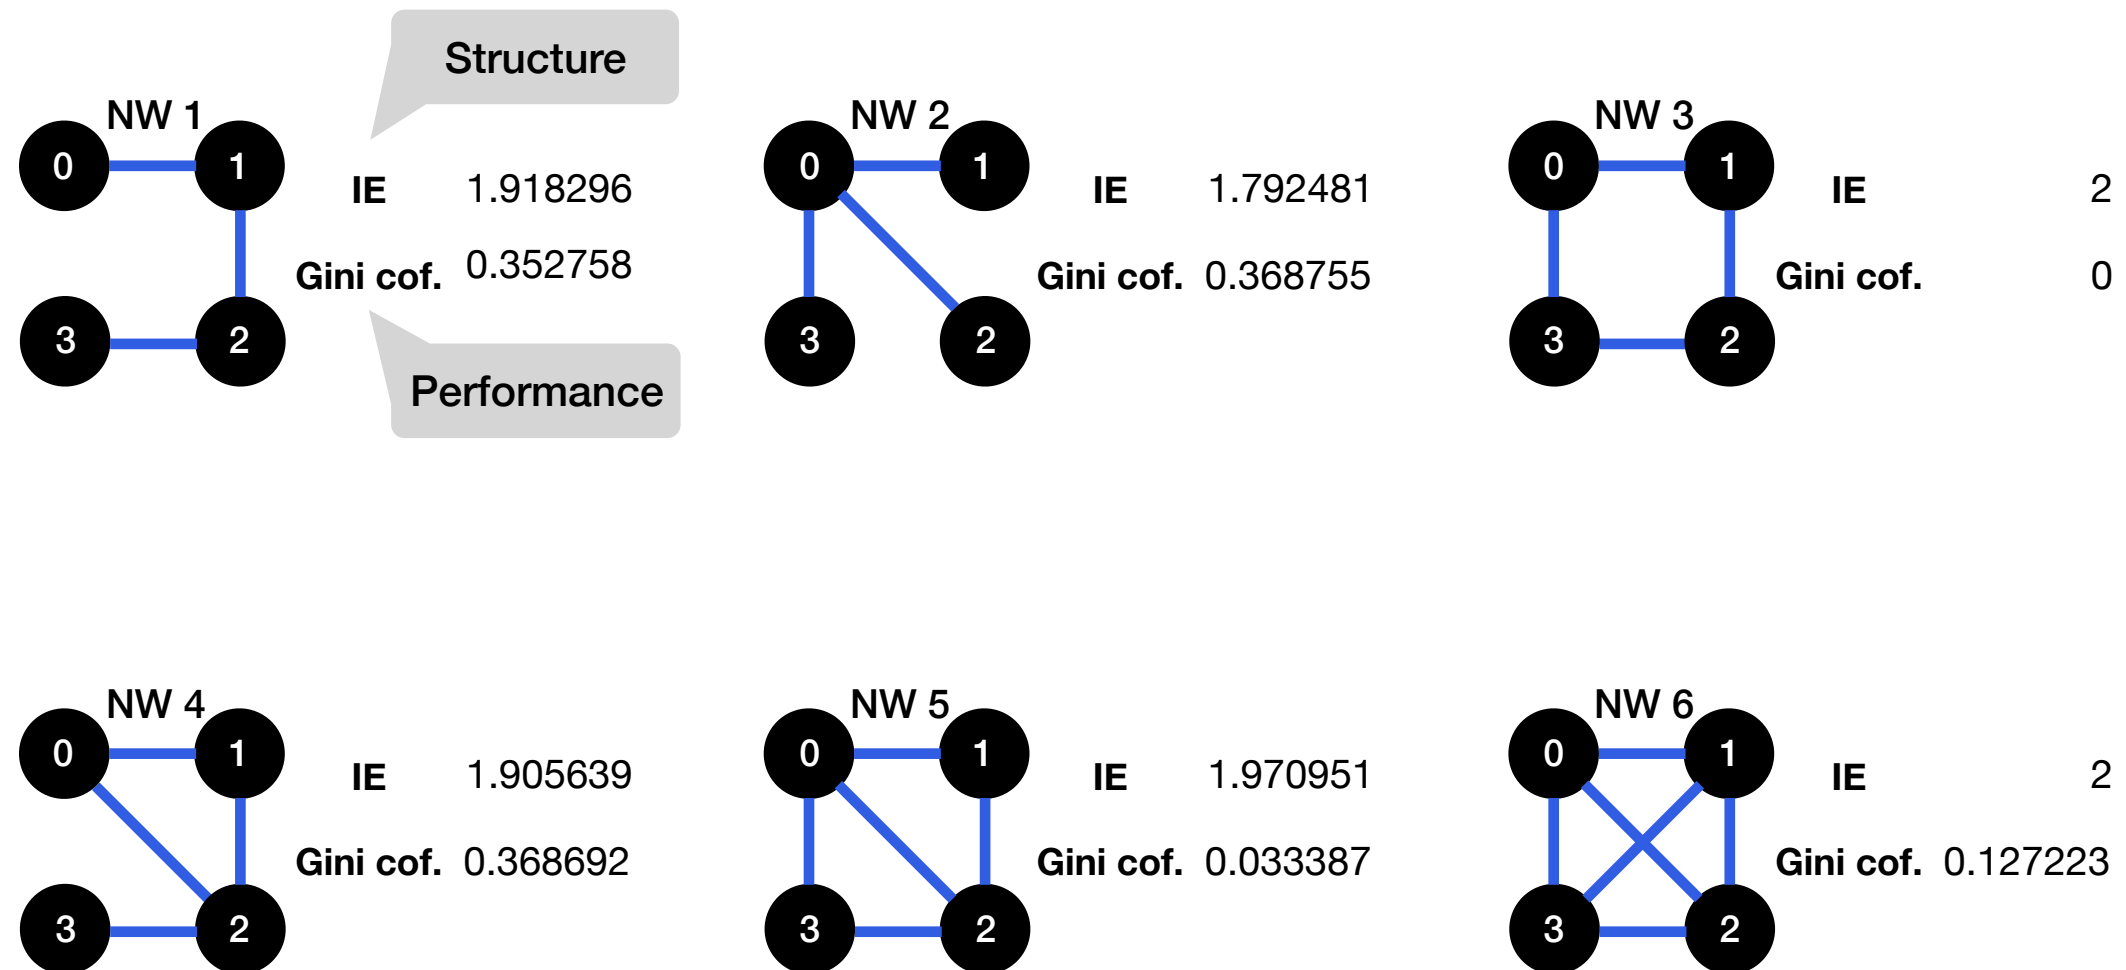 Structure
NW 1
0
1
IE 1.918296
Gini cof. 0.352758
3
2
Performance
NW 2
0
1
IE 1.792481
Gini cof. 0.368755
3
2
NW 3
0
1
IE 2
Gini cof. 0
3
2
NW 4
0
1
IE 1.905639
Gini cof. 0.368692
3
2
NW 5
0
1
IE 1.970951
Gini cof. 0.033387
3
2
NW 6
0
1
IE 2
Gini cof. 0.127223
3
2